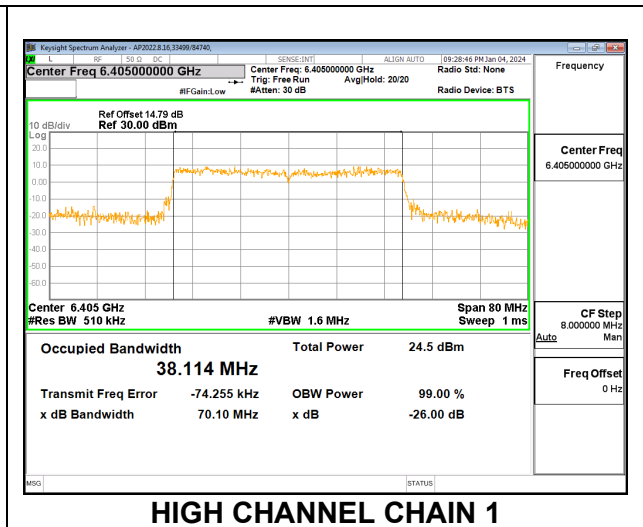 Keysight Spectrum Analyzer - AP2022.8.16,33499/84740,
L RF 50 Ω DC SENSE:INT ALIGN AUTO 09:28:46 PM Jan 04, 2024
Center Freq 6.405000000 GHz Center Freq: 6.405000000 GHz Radio Std: None Frequency
Trig: Free Run Avg|Hold: 20/20
#IFGain:Low #Atten: 30 dB Radio Device: BTS
Ref Offset 14.79 dB
10 dB/div Ref 30.00 dBm
Log
20.0
10.0
0.00
-10.0
-20.0
-30.0
-40.0
-50.0
-60.0
Center Freq
6.405000000 GHz
Center 6.405 GHz Span 80 MHz
#Res BW 510 kHz #VBW 1.6 MHz Sweep 1 ms
CF Step
8.000000 MHz
Auto Man
Occupied Bandwidth Total Power 24.5 dBm
38.114 MHz
Freq Offset
0 Hz
Transmit Freq Error -74.255 kHz OBW Power 99.00 %
x dB Bandwidth 70.10 MHz x dB -26.00 dB
MSG STATUS
HIGH CHANNEL CHAIN 1